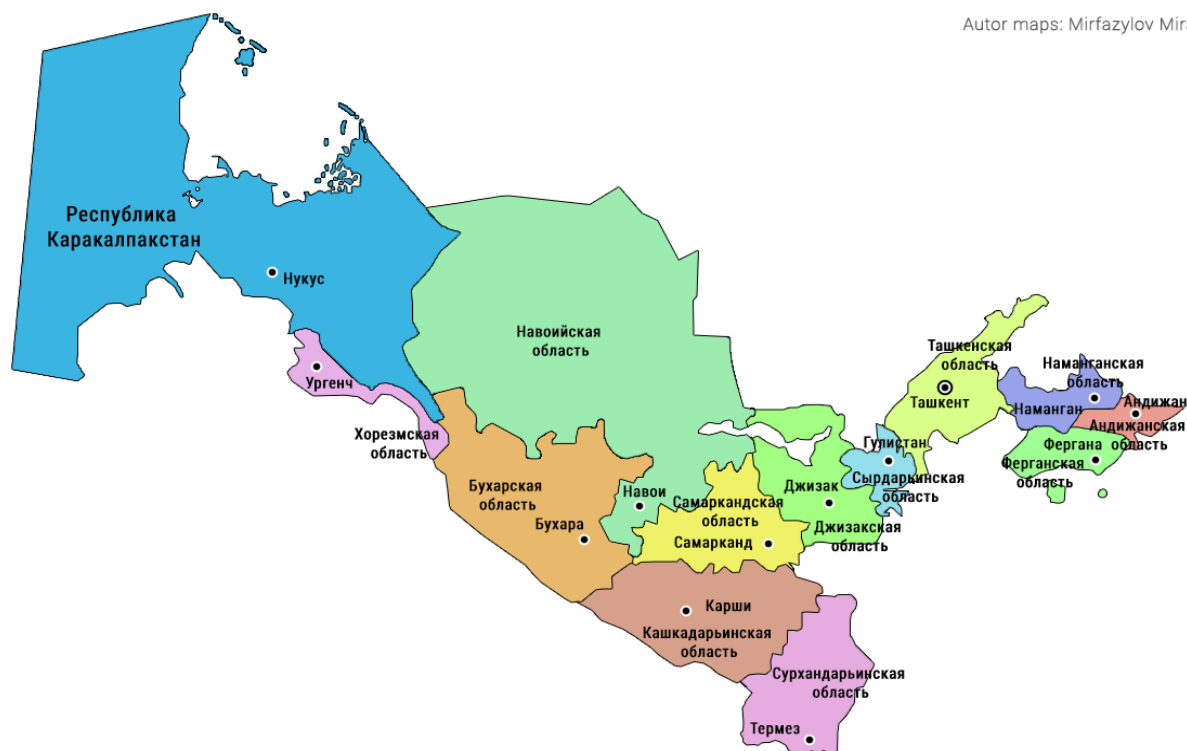 Autor maps: Mirfazylov Mir
Республика
Каракалпакстан
Нукус
Ургенч
Хорезмская
область
Навоийская
область
Бухарская
область
Бухара
Навои
Самаркандская
область
Самарканд
Джизак
Джизакская
область
Гулистан
Сырдарьинская
область
Ташкенская
область
Ташкент
Наманганская
область
Наманган
Андижан
Андижанская
область
Фергана
Ферганская
область
Карши
Кашкадарьинская
область
Сурхандарьинская
область
Термез